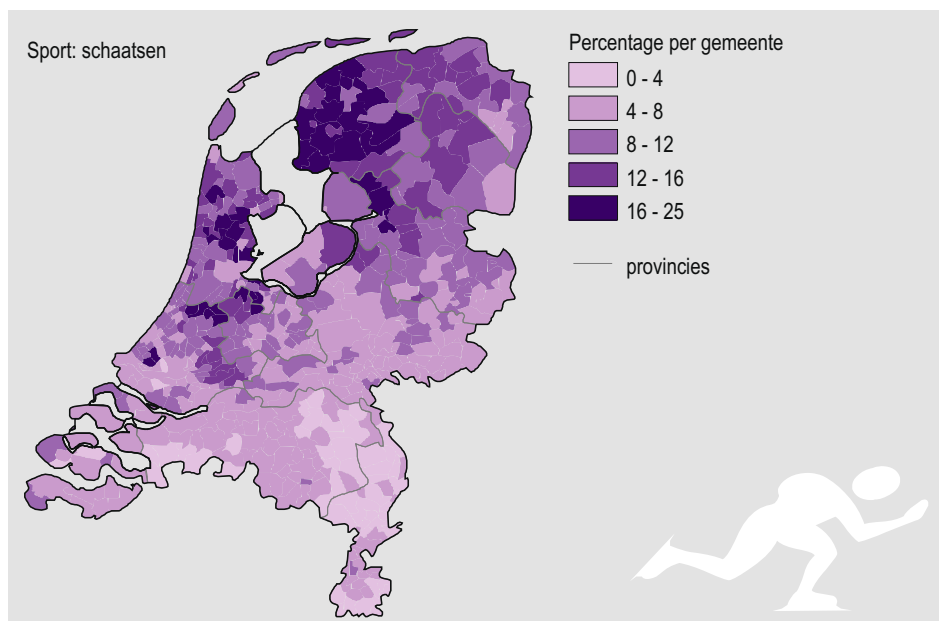 Sport: schaatsen
Percentage per gemeente
0 - 4
4 - 8
8 - 12
12 - 16
16 - 25
provincies